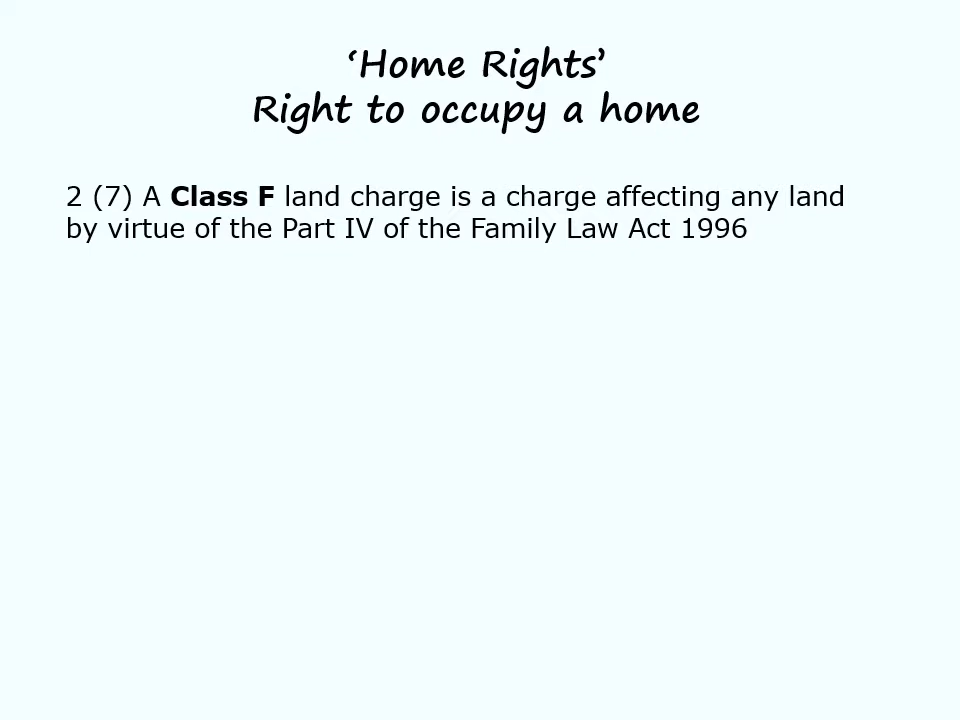 ‘Home Rights’
Right to occupy a home
2 (7) A Class F land charge is a charge affecting any land
by virtue of the Part IV of the Family Law Act 1996